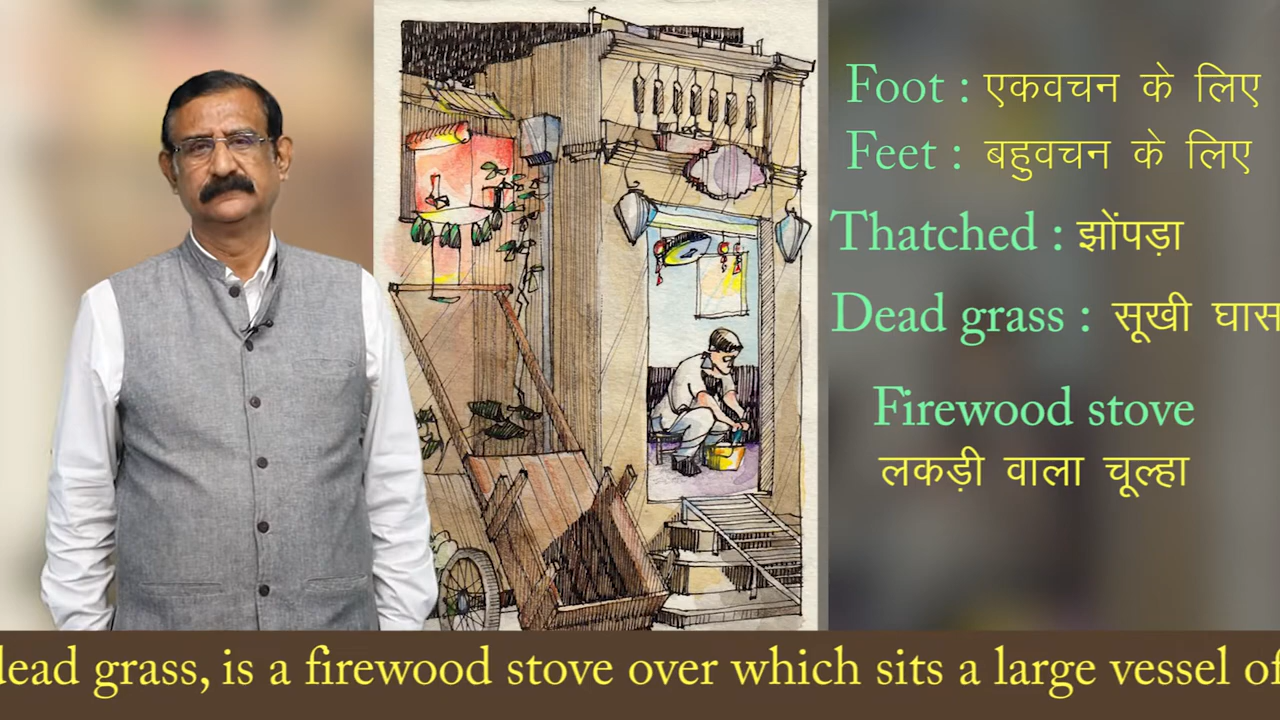 Foot : एकवचन के लिए
Feet : बहुवचन के लिए
Thatched : झोंपड़ा
Dead grass : सूखी घास
Firewood stove
लकड़ी वाला चूल्हा
dead grass, is a firewood stove over which sits a large vessel of